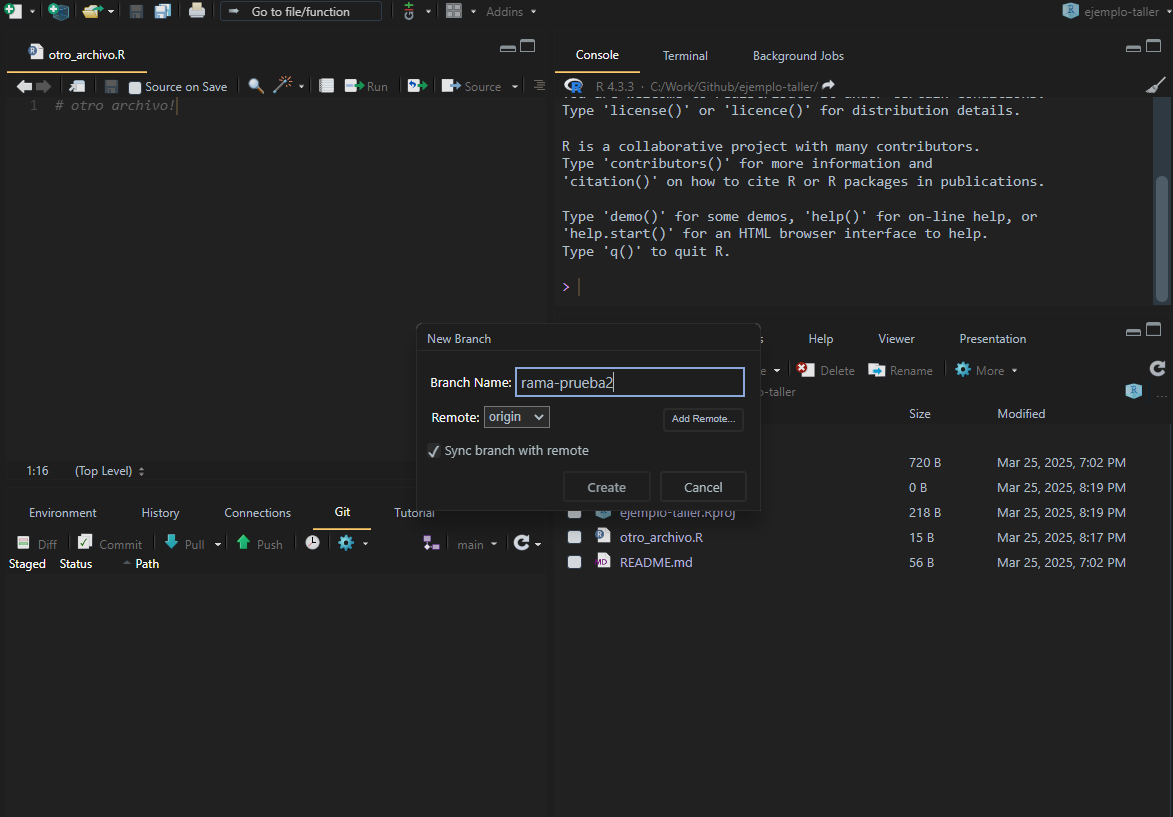 Go to file/function
Addins
ejemplo-taller
otro_archivo.R
Source on Save
Run
Source
1 # otro archivo!
1:16 (Top Level)
Console Terminal Background Jobs
R 4.3.3 · C:/Work/Github/ejemplo-taller/
Type 'license()' or 'licence()' for distribution details.
R is a collaborative project with many contributors.
Type 'contributors()' for more information and
'citation()' on how to cite R or R packages in publications.
Type 'demo()' for some demos, 'help()' for on-line help, or
'help.start()' for an HTML browser interface to help.
Type 'q()' to quit R.
>
New Branch
Branch Name: rama-prueba2
Remote: origin Add Remote...
Sync branch with remote
Create Cancel
Environment History Connections Git Tutorial
Diff Commit Pull Push main
Staged Status Path
Help Viewer Presentation
Delete Rename More
-taller
Size Modified
720 B Mar 25, 2025, 7:02 PM
0 B Mar 25, 2025, 8:19 PM
ejemplo-taller.Rproj 218 B Mar 25, 2025, 8:19 PM
otro_archivo.R 15 B Mar 25, 2025, 8:17 PM
README.md 56 B Mar 25, 2025, 7:02 PM